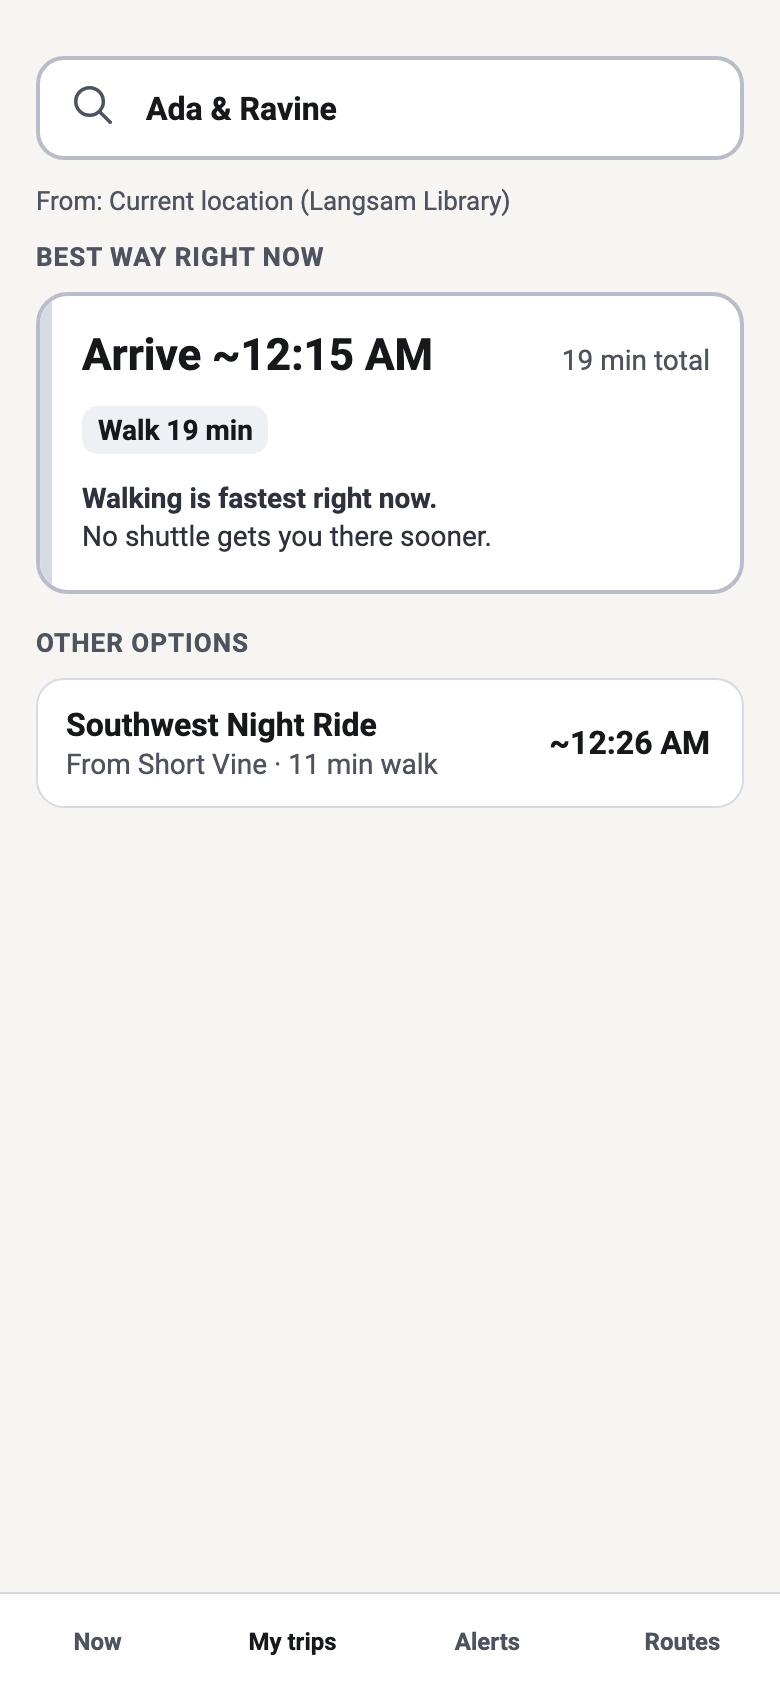 Ada & Ravine
From: Current location (Langsam Library)
BEST WAY RIGHT NOW
Arrive ~12:15 AM
19 min total
Walk 19 min
Walking is fastest right now.
No shuttle gets you there sooner.
OTHER OPTIONS
Southwest Night Ride
From Short Vine · 11 min walk
~12:26 AM
Now
My trips
Alerts
Routes